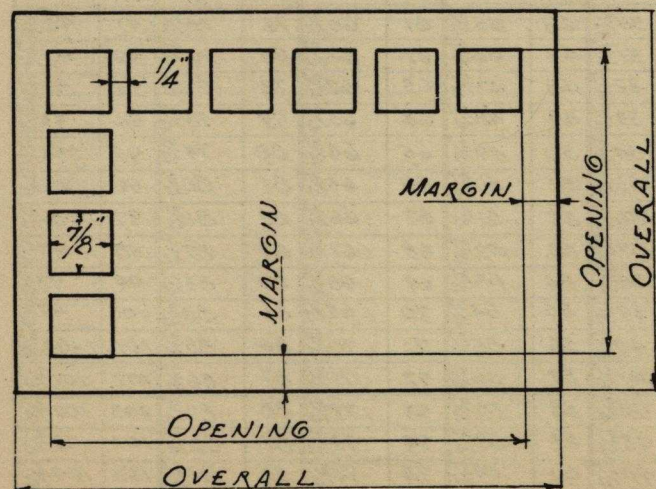 1/4"
MARGIN
OPENING
OVERALL
7/8"
MARGIN
OPENING
OVERALL